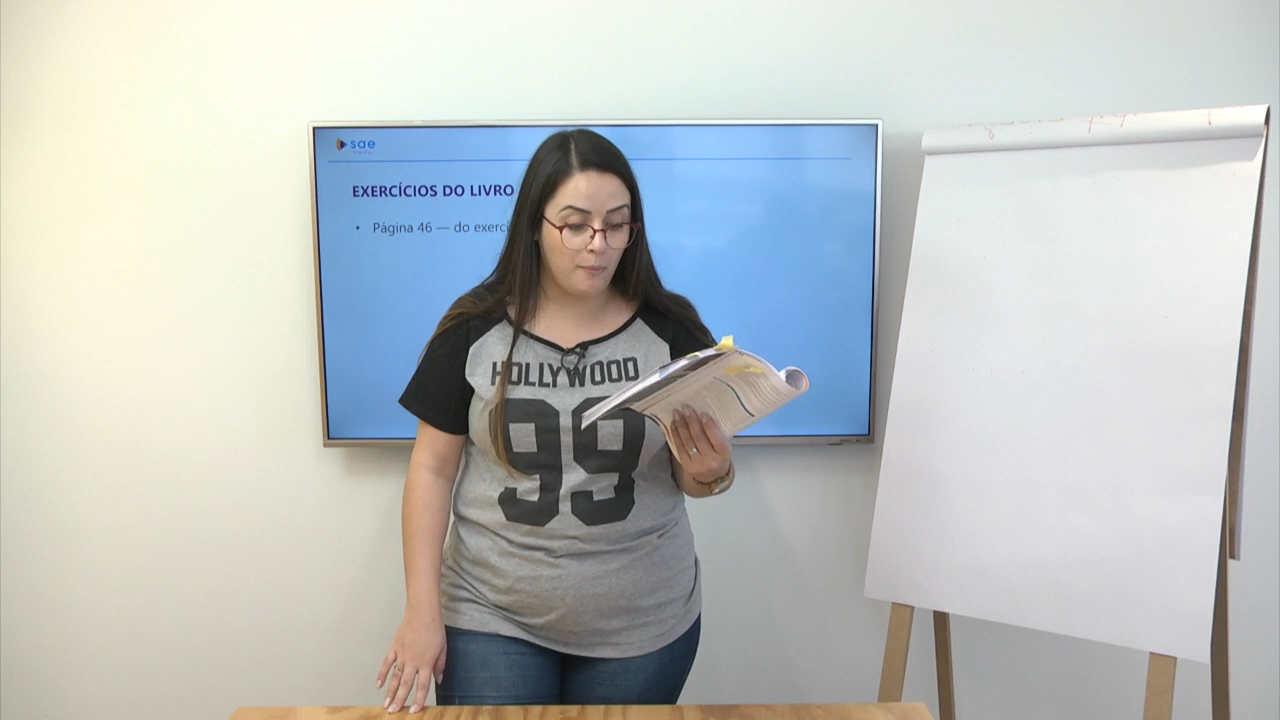 sae
EXERCÍCIOS DO LIVRO
• Página 46 — do exercí
HOLLYWOOD
99